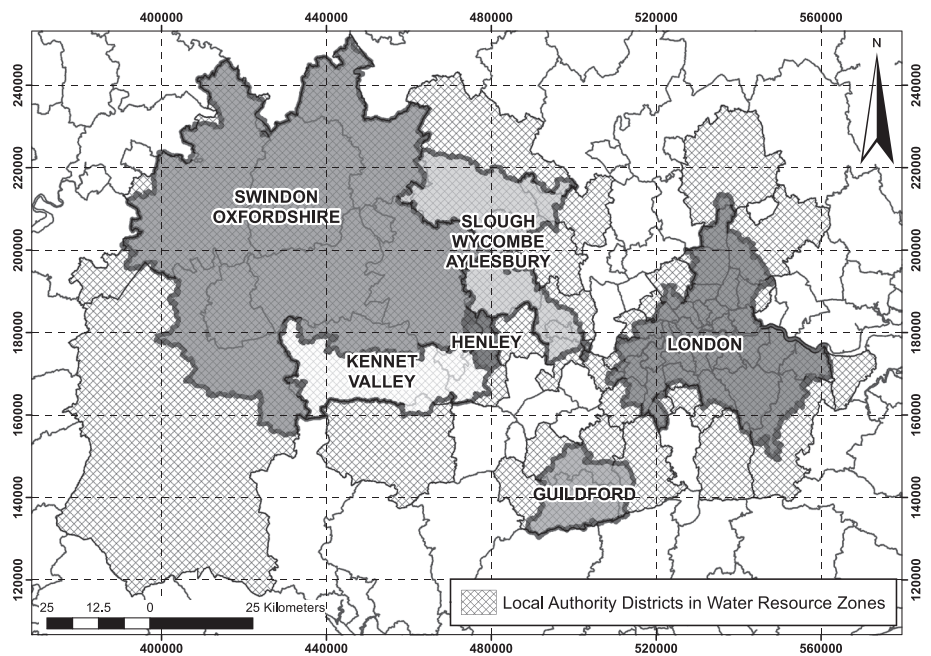 400000 440000 480000 520000 560000
N
240000 240000
220000 220000
SWINDON
OXFORDSHIRE
SLOUGH
WYCOMBE
AYLESBURY
200000 200000
180000 180000
HENLEY
LONDON
KENNET
VALLEY
160000 160000
GUILDFORD
140000 140000
120000 120000
Local Authority Districts in Water Resource Zones
25 12.5 0 25 Kilometers
400000 440000 480000 520000 560000